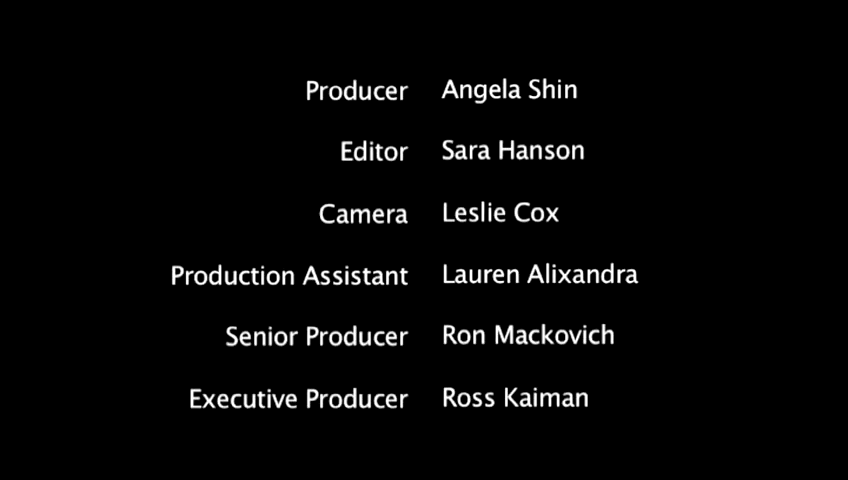 Producer Angela Shin
Editor Sara Hanson
Camera Leslie Cox
Production Assistant Lauren Alixandra
Senior Producer Ron Mackovich
Executive Producer Ross Kaiman